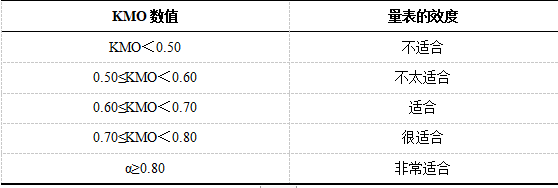 KMO 数值 量表的效度
KMO＜0.50 不适合
0.50≤KMO＜0.60 不太适合
0.60≤KMO＜0.70 适合
0.70≤KMO＜0.80 很适合
α≥0.80 非常适合